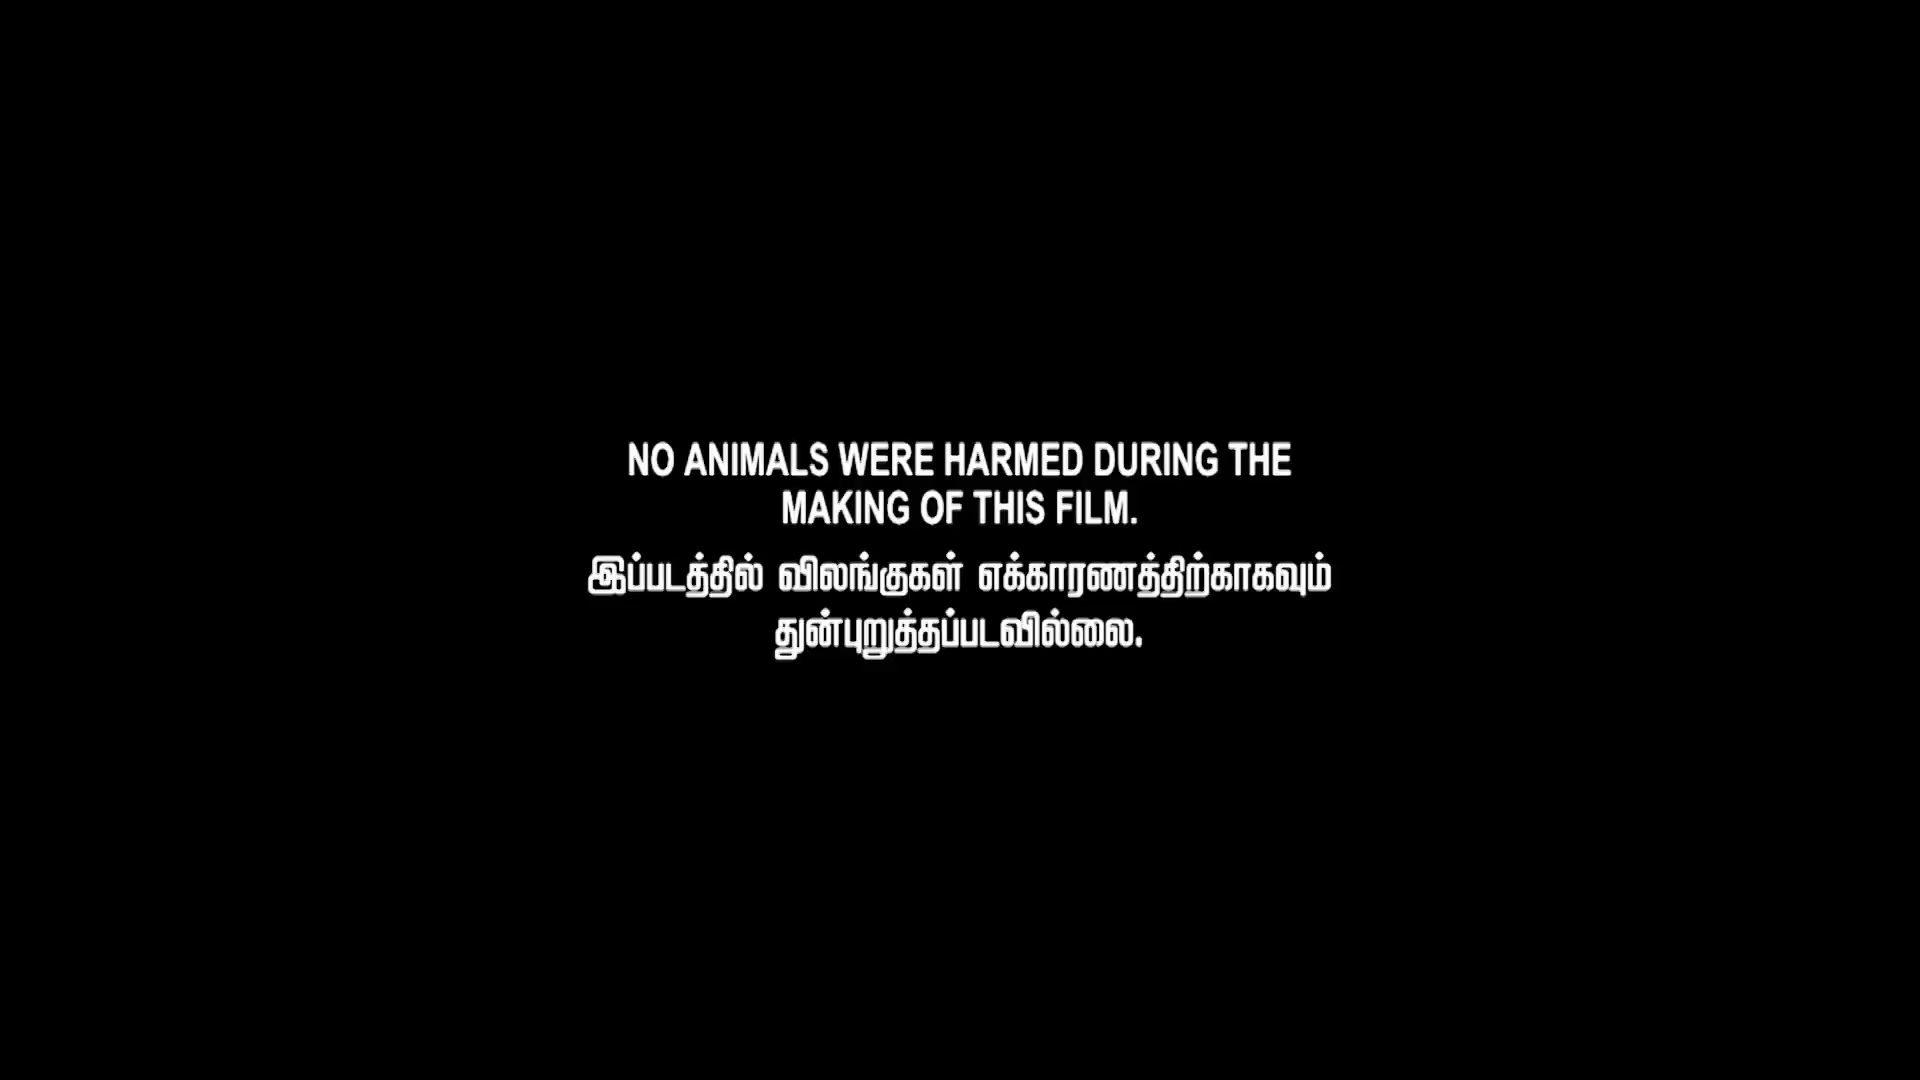 NO ANIMALS WERE HARMED DURING THE
MAKING OF THIS FILM.
இப்படத்தில் விலங்குகள் எக்காரணத்திற்காகவும்
துன்புறுத்தப்படவில்லை.